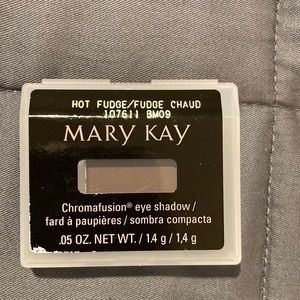 HOT FUDGE/FUDGE CHAUD
107611 BM09
MARY KAY
Chromafusion® eye shadow /
fard à paupières / sombra compacta
.05 OZ. NET WT. / 1.4 g / 1,4 g